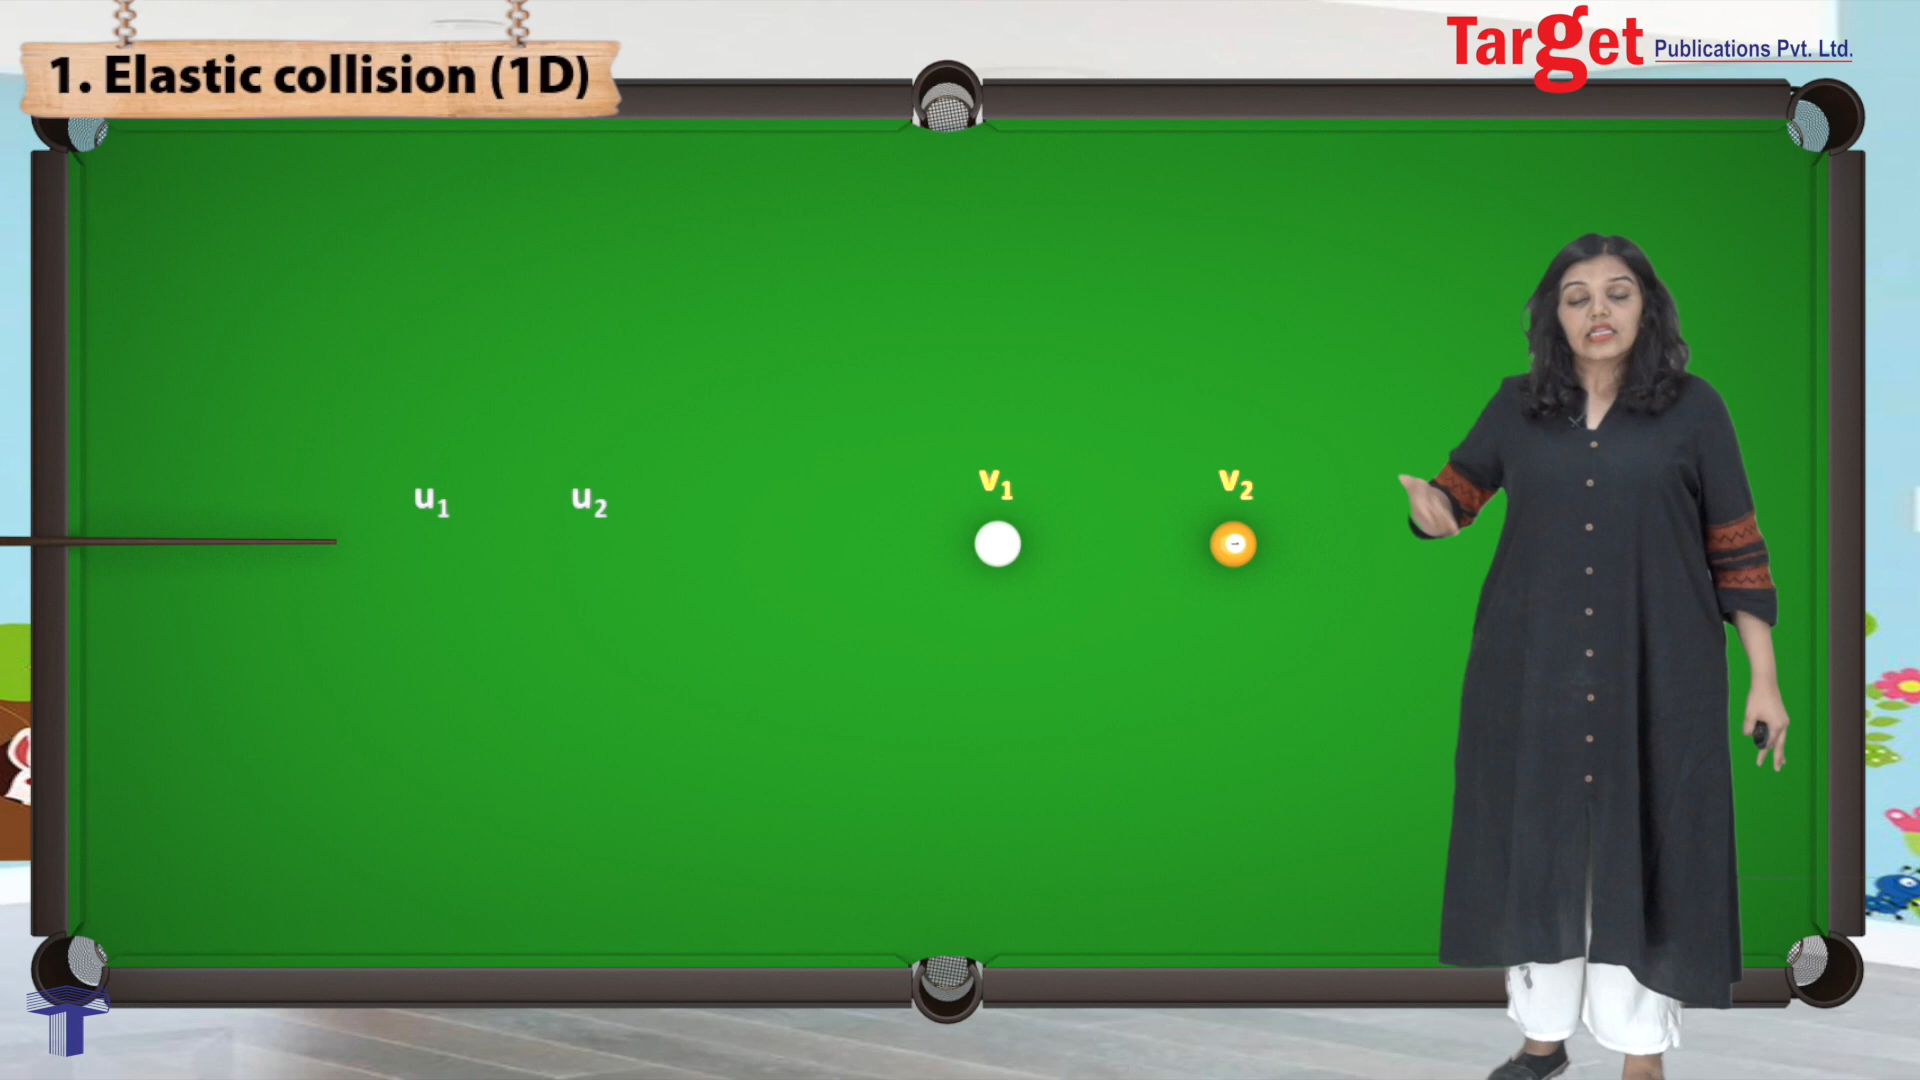 1. Elastic collision (1D)
Target Publications Pvt. Ltd.
u₁ u₂ v₁ v₂